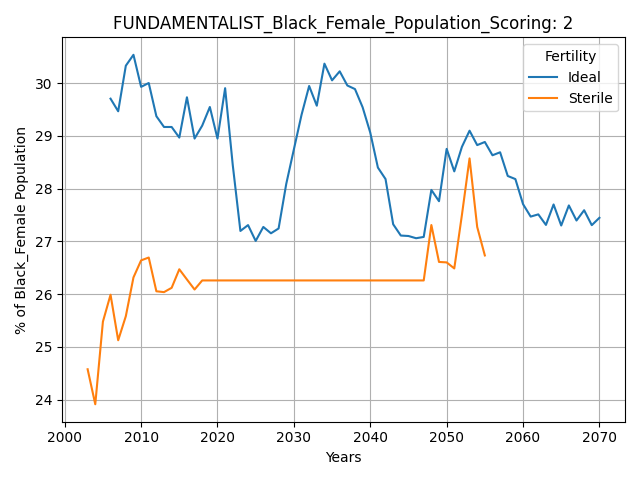 FUNDAMENTALIST_Black_Female_Population_Scoring: 2
Fertility
Ideal
Sterile
% of Black_Female Population
30
29
28
27
26
25
24
2000 2010 2020 2030 2040 2050 2060 2070
Years